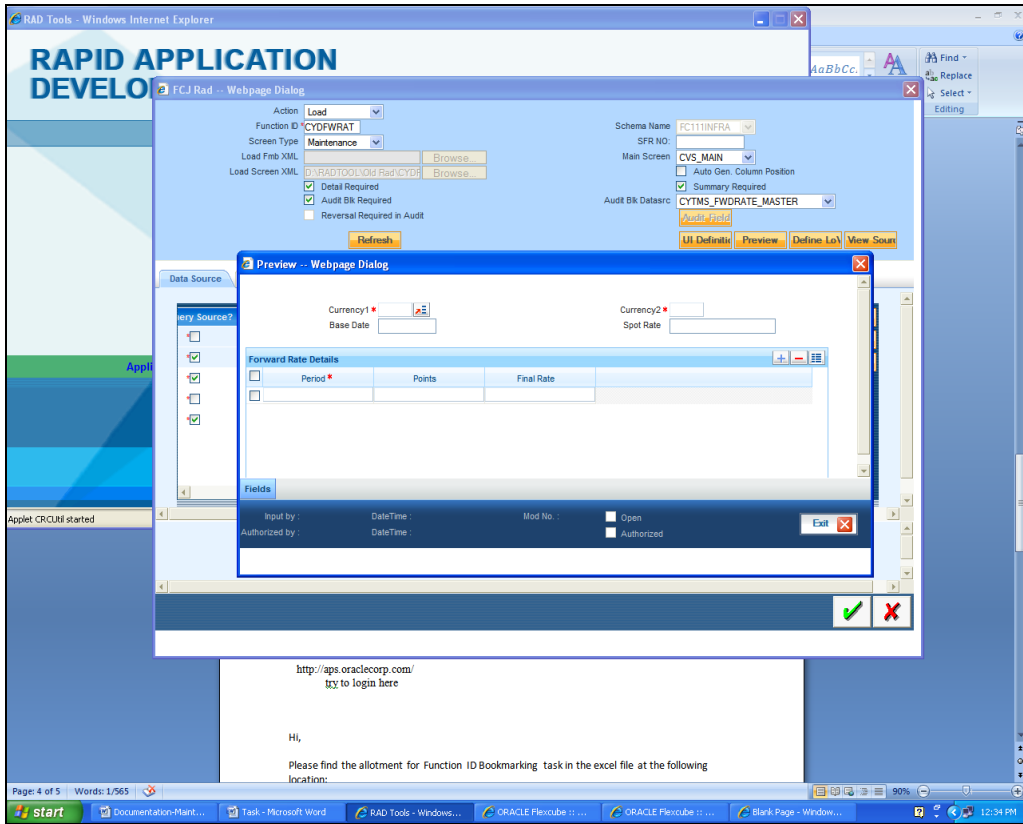 RAD Tools - Windows Internet Explorer
RAPID APPLICATION
DEVELO
AaBbCc.
Find
Replace
Select
Editing
FCJ Rad -- Webpage Dialog
Action Load
Function ID *CYDFWRAT
Schema Name FC111INFRA
Screen Type Maintenance
SFR NO:
Load Fmb XML Browse...
Main Screen CVS_MAIN
Load Screen XML D:\RADTOOL\Old Rad\CYDF Browse...
Auto Gen. Column Position
Detail Required
Summary Required
Audit Blk Required
Audit Blk Datasrc CYTMS_FWDRATE_MASTER
Reversal Required in Audit
Audit Field
Refresh
UI Definitio Preview Define LoV View Sourc
Preview -- Webpage Dialog
Data Source
Currency1 *
Currency2 *
Base Date
Spot Rate
ery Source?
Forward Rate Details
Period * Points Final Rate
Appli
Fields
Input by : DateTime : Mod No. : Open
Authorized by : DateTime : Authorized
Exit
Applet CRCUtil started
http://aps.oraclecorp.com/
try to login here
Hi,
Please find the allotment for Function ID Bookmarking task in the excel file at the following
location:
Page: 4 of 5 Words: 1/565 90%
start Documentation-Maint... Task - Microsoft Word RAD Tools - Windows... ORACLE Flexcube :: ... ORACLE Flexcube :: ... Blank Page - Window... 12:34 PM